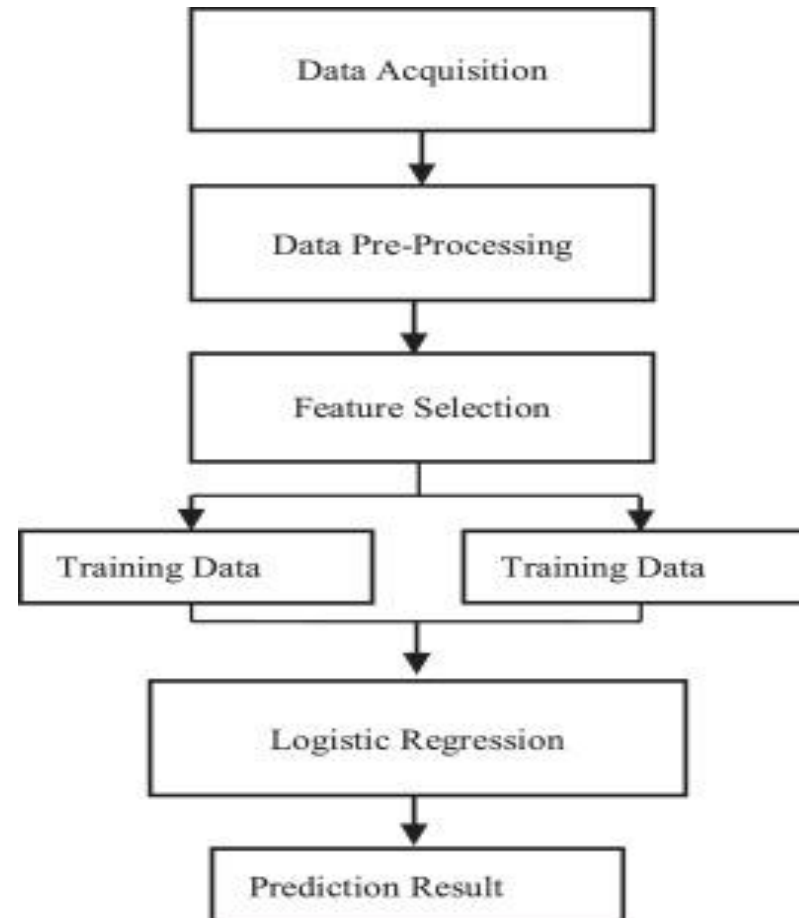 Data Acquisition
Data Pre-Processing
Feature Selection
Training Data
Training Data
Logistic Regression
Prediction Result